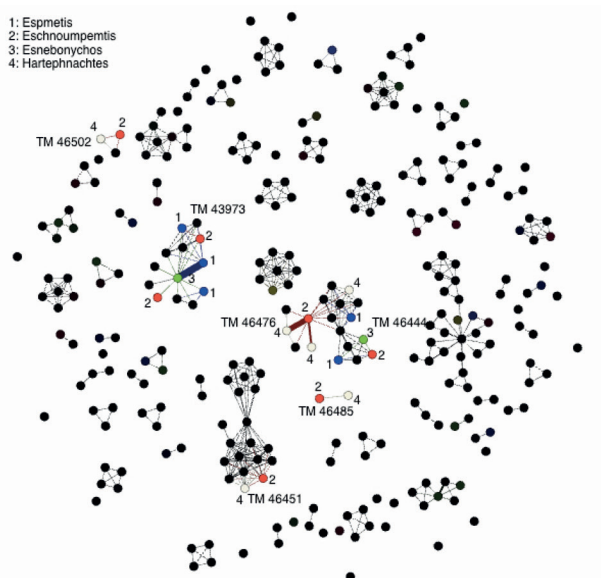 1: Espmetis
2: Eschnoumpemtis
3: Esnebonychos
4: Hartephnachtes
4 2
TM 46502
1 TM 43973
2
1
3
2 1
4
2 1
TM 46476 TM 46444
4 3
4 1 2
2 4
TM 46485
2
4 TM 46451